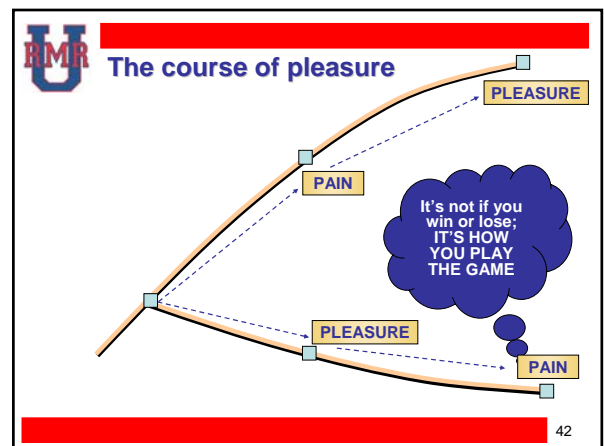 RMR
U
The course of pleasure
PLEASURE
PAIN
It's not if you
win or lose;
IT'S HOW
YOU PLAY
THE GAME
PLEASURE
PAIN
42